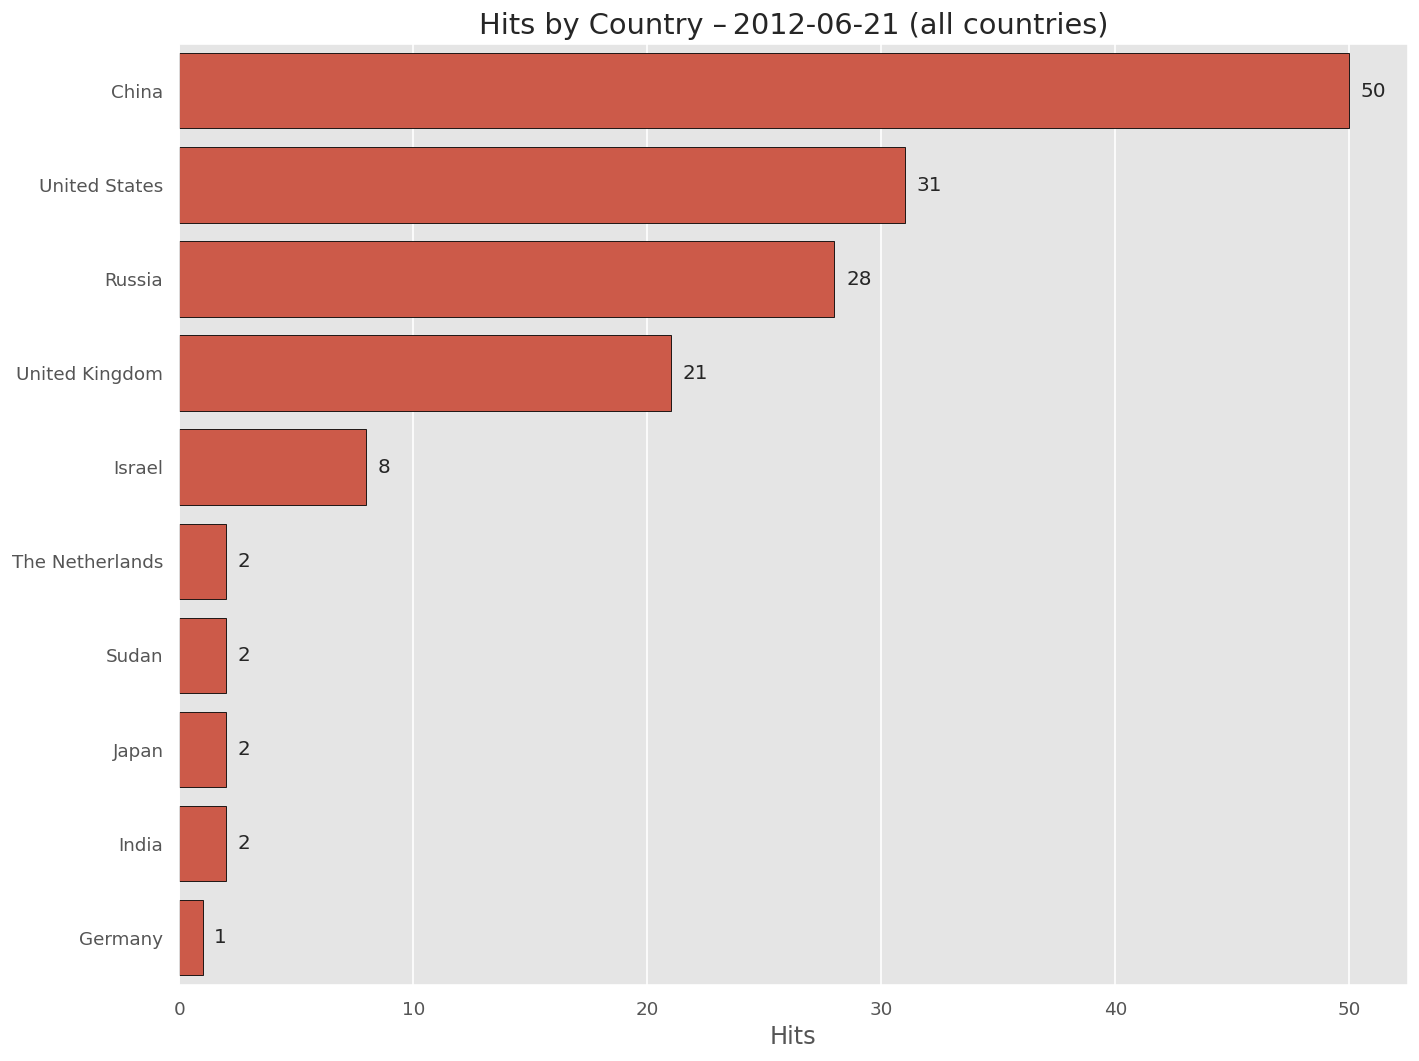 Hits by Country – 2012-06-21 (all countries)
China 50
United States 31
Russia 28
United Kingdom 21
Israel 8
The Netherlands 2
Sudan 2
Japan 2
India 2
Germany 1
0 10 20 30 40 50
Hits